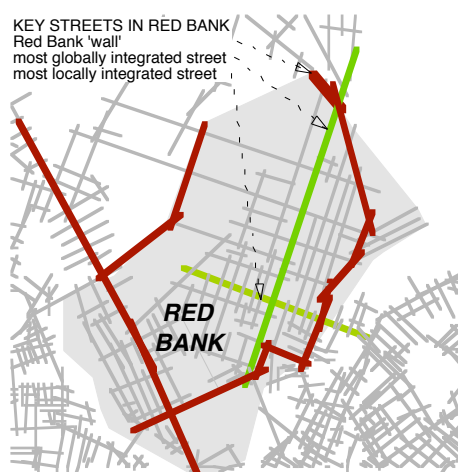 KEY STREETS IN RED BANK
Red Bank 'wall'
most globally integrated street
most locally integrated street
RED
BANK